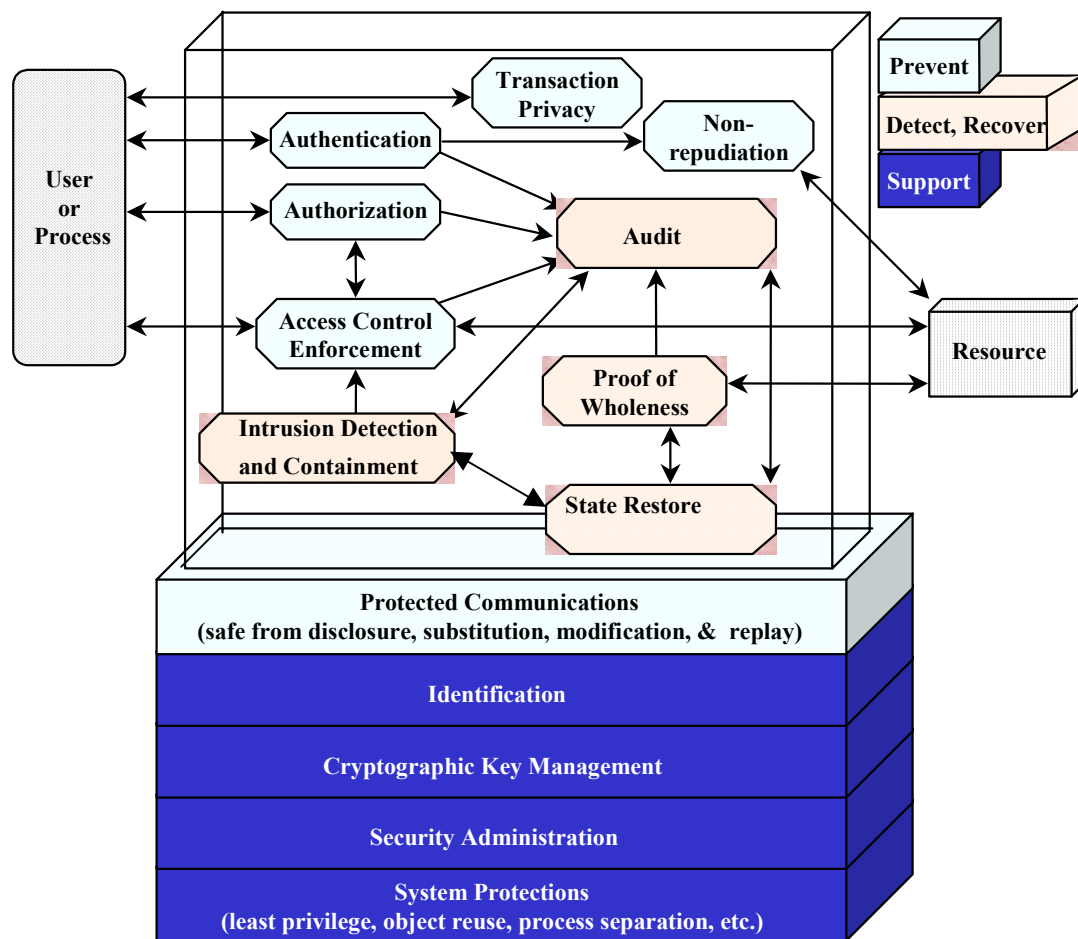 Prevent
Detect, Recover
Support
User
or
Process
Transaction
Privacy
Authentication
Non-
repudiation
Authorization
Audit
Access Control
Enforcement
Resource
Proof of
Wholeness
Intrusion Detection
and Containment
State Restore
Protected Communications
(safe from disclosure, substitution, modification, & replay)
Identification
Cryptographic Key Management
Security Administration
System Protections
(least privilege, object reuse, process separation, etc.)